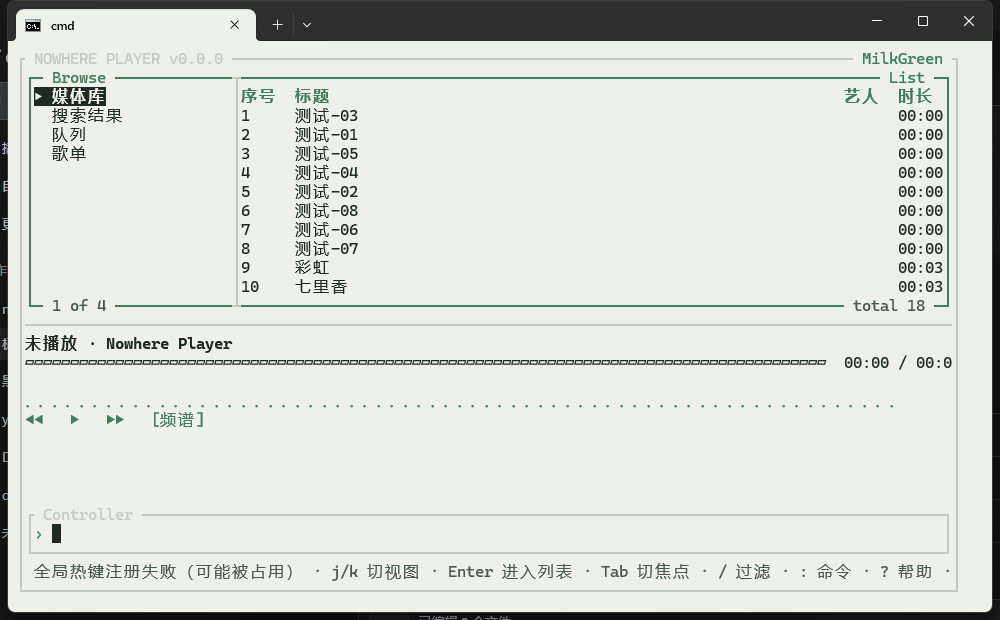 cmd
NOWHERE PLAYER v0.0.0 MilkGreen
Browse List
▶ 媒体库 序号 标题 艺人 时长
搜索结果 1 测试-03 00:00
队列 2 测试-01 00:00
歌单 3 测试-05 00:00
4 测试-04 00:00
5 测试-02 00:00
6 测试-08 00:00
7 测试-06 00:00
8 测试-07 00:00
9 彩虹 00:03
10 七里香 00:03
1 of 4 total 18
未播放 · Nowhere Player
00:00 / 00:0
[频谱]
Controller
›
全局热键注册失败 (可能被占用) · j/k 切视图 · Enter 进入列表 · Tab 切焦点 · / 过滤 · : 命令 · ? 帮助 ·